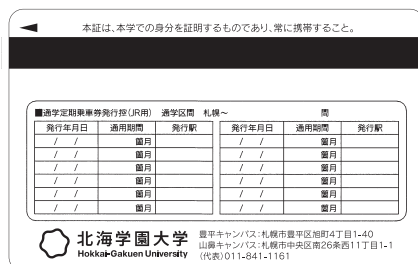 ◀ 本証は、本学での身分を証明するものであり、常に携帯すること。
■通学定期乗車券発行控(JR用) 通学区間 札幌〜 間
発行年月日 通用期間 発行駅 発行年月日 通用期間 発行駅
/ / 箇月 / / 箇月
/ / 箇月 / / 箇月
/ / 箇月 / / 箇月
/ / 箇月 / / 箇月
/ / 箇月 / / 箇月
/ / 箇月 / / 箇月
北海学園大学
Hokkai-Gakuen University
豊平キャンパス:札幌市豊平区旭町4丁目1-40
山鼻キャンパス:札幌市中央区南26条西11丁目1-1
(代表)011-841-1161